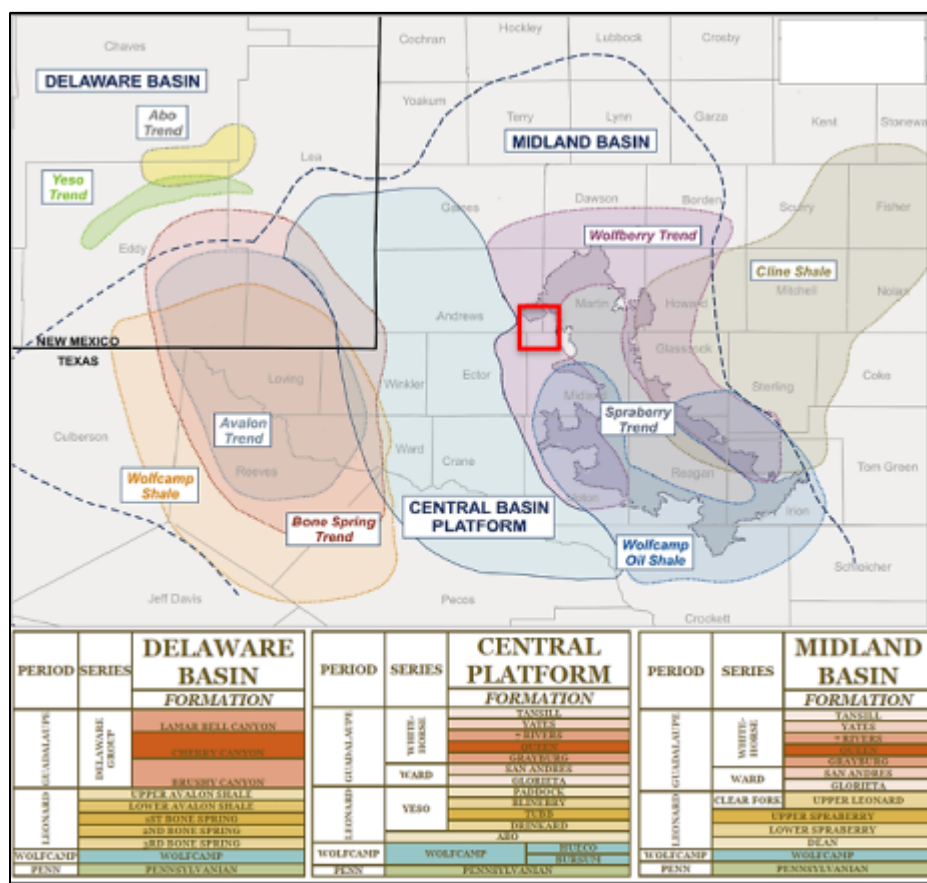 Hockley
Cochran
Lubbock
Crosby
Chaves
DELAWARE BASIN
Yoakum
Terry
Lynn
Garza
Kent
Stonewa
Abo
Trend
MIDLAND BASIN
Lea
Yeso
Trend
Gaines
Dawson
Borden
Scurry
Fisher
Eddy
Wolfberry Trend
Cline Shale
Mitchell
Nolan
Andrews
Martin
Howard
NEW MEXICO
TEXAS
Glasscock
Loving
Winkler
Ector
Midland
Sterling
Coke
Avalon
Trend
Spraberry
Trend
Culberson
Ward
Crane
Reeves
Reagan
Tom Green
Wolfcamp
Shale
CENTRAL BASIN
PLATFORM
Upton
Irion
Bone Spring
Trend
Wolfcamp
Oil Shale
Schleicher
Jeff Davis
Pecos
Crockett
PERIOD SERIES DELAWARE BASIN
FORMATION
GUADALAUPE
DELAWARE GROUP
LAMAR BELL CANYON
CHERRY CANYON
BRUSHY CANYON
LEONARD
UPPER AVALON SHALE
LOWER AVALON SHALE
1ST BONE SPRING
2ND BONE SPRING
3RD BONE SPRING
WOLFCAMP WOLFCAMP
PENN PENNSYLVANIAN
PERIOD SERIES CENTRAL PLATFORM
FORMATION
GUADALAUPE
WHITE-HORSE
TANSILL
YATES
7 RIVERS
QUEEN
GRAYBURG
WARD
SAN ANDRES
GLORIETA
LEONARD
YESO
PADDOCK
BLINEBRY
TUBB
DRINKARD
ABO
WOLFCAMP WOLFCAMP HUECO
BURSUM
PENN PENNSYLVANIAN
PERIOD SERIES MIDLAND BASIN
FORMATION
GUADALAUPE
WHITE-HORSE
TANSILL
YATES
7 RIVERS
QUEEN
GRAYBURG
WARD
SAN ANDRES
GLORIETA
LEONARD
CLEAR FORK UPPER LEONARD
UPPER SPRABERRY
LOWER SPRABERRY
DEAN
WOLFCAMP WOLFCAMP
PENN PENNSYLVANIAN